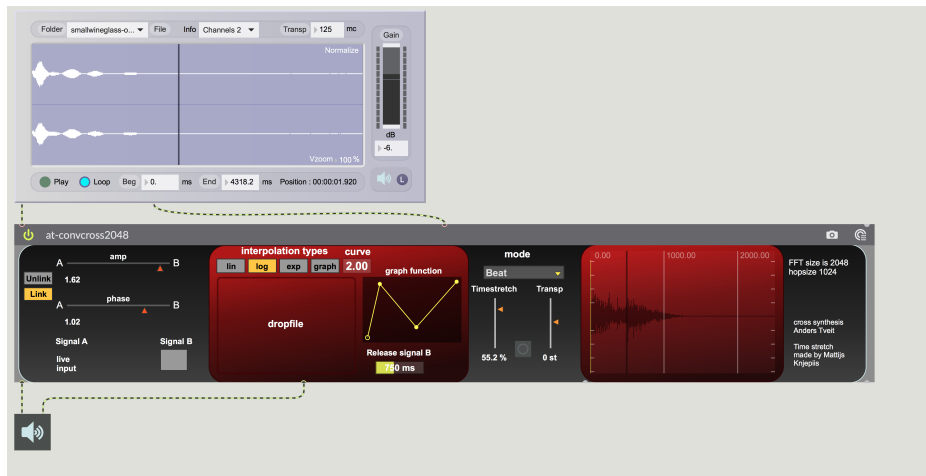 Folder smallwineglass-o... File Info Channels 2 Transp 125 mc
Gain
Normalize
Vzoom : 100 %
dB
-6.
Play Loop Beg 0. ms End 4318.2 ms Position : 00:00:01.920
L
at-convcross2048
amp
A B
Unlink
1.62
Link
phase
A B
1.02
Signal A Signal B
live
input
interpolation types curve
lin log exp graph 2.00
graph function
dropfile
Release signal B
750 ms
mode
Beat
Timestretch Transp
55.2 % 0 st
0.00 1000.00 2000.00
FFT size is 2048
hopsize 1024
cross synthesis
Anders Tveit
Time stretch
made by Mattijs
Knjepiis